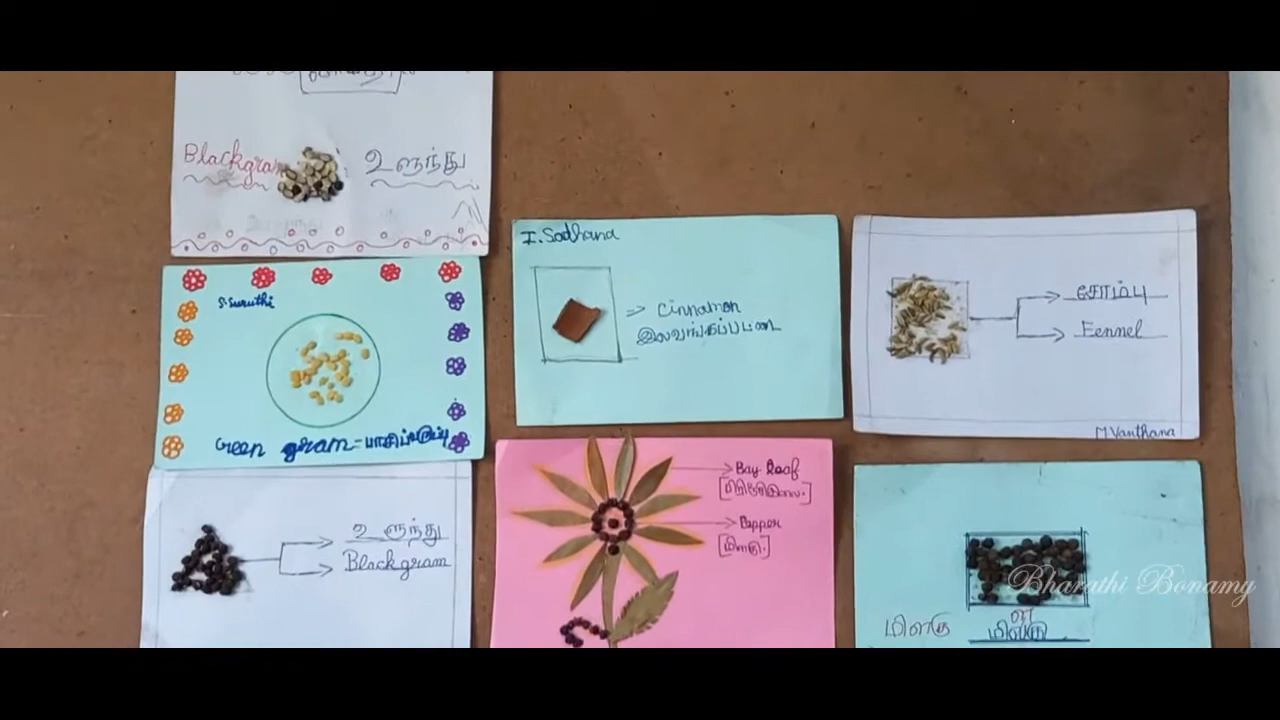 Blackgram
உளுந்து
S.Suruthi
Green gram = பாசிப்பருப்பு
உளுந்து
Blackgram
I. Sadhana
Cinnamon
இலவங்கப்பட்டை
Bay Leaf
Pepper
[மிளகு.]
சோம்பு
Fennel
M.Vanthana
மிளகு
மிளகு
Bharathi Bonamy